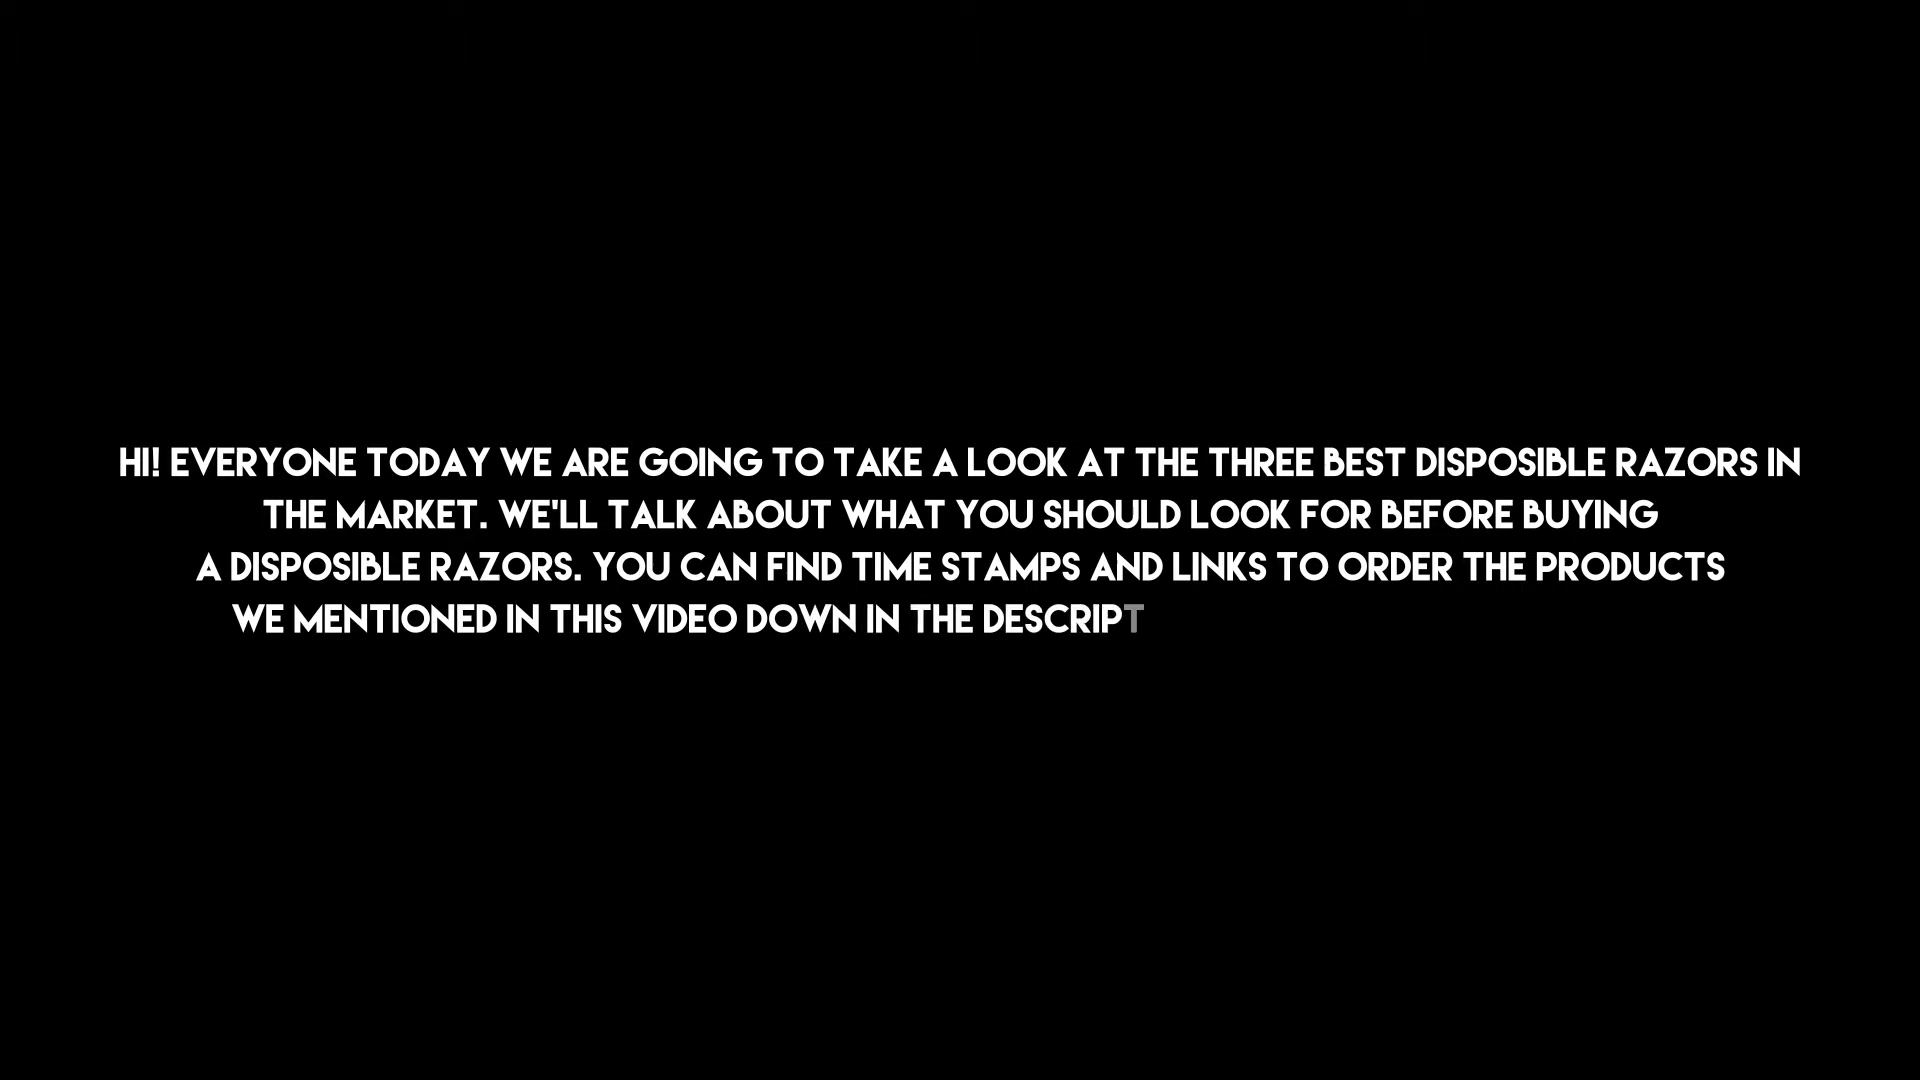 HI! EVERYONE TODAY WE ARE GOING TO TAKE A LOOK AT THE THREE BEST DISPOSIBLE RAZORS IN
THE MARKET. WE'LL TALK ABOUT WHAT YOU SHOULD LOOK FOR BEFORE BUYING
A DISPOSIBLE RAZORS. YOU CAN FIND TIME STAMPS AND LINKS TO ORDER THE PRODUCTS
WE MENTIONED IN THIS VIDEO DOWN IN THE DESCRIPT